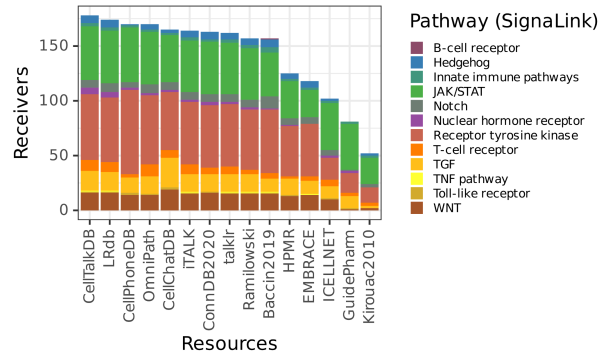 Pathway (SignaLink)
B-cell receptor
Hedgehog
Innate immune pathways
JAK/STAT
Notch
Nuclear hormone receptor
Receptor tyrosine kinase
T-cell receptor
TGF
TNF pathway
Toll-like receptor
WNT
Receivers
150
100
50
0
CellTalkDB
LRdb
CellPhoneDB
OmniPath
CellChatDB
iTALK
ConnDB2020
talklr
Ramilowski
Baccin2019
HPMR
EMBRACE
ICELLNET
GuidePharm
Kirouac2010
Resources